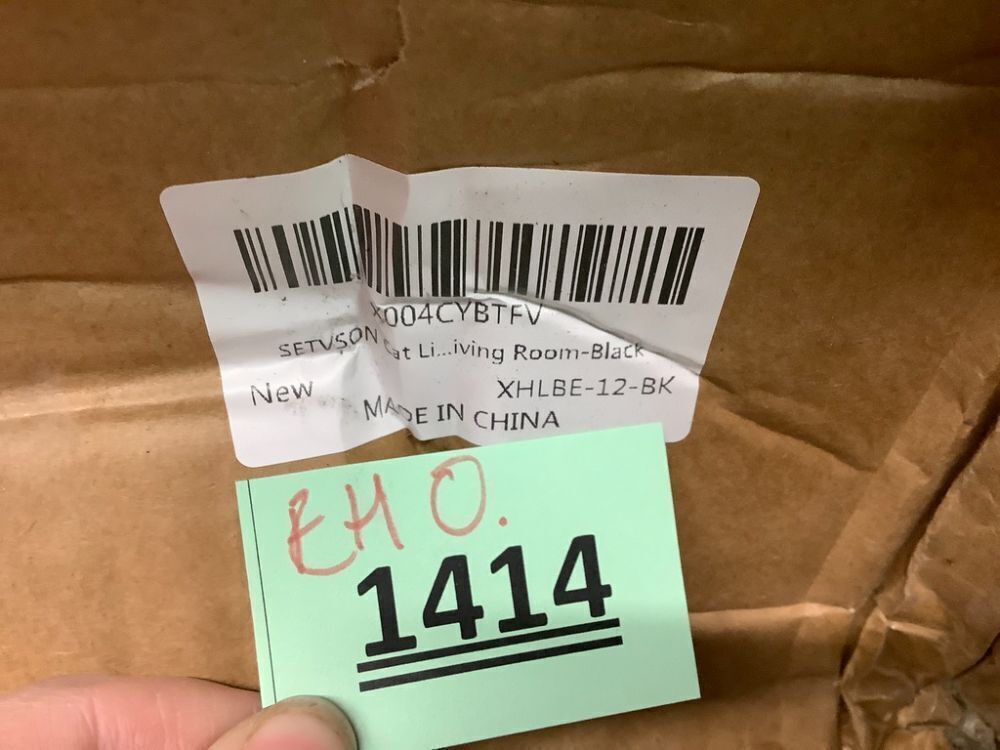 X004CYBTFV
SETVSON Cat Li...iving Room-Black
New XHLBE-12-BK
MADE IN CHINA
EHO.
1414